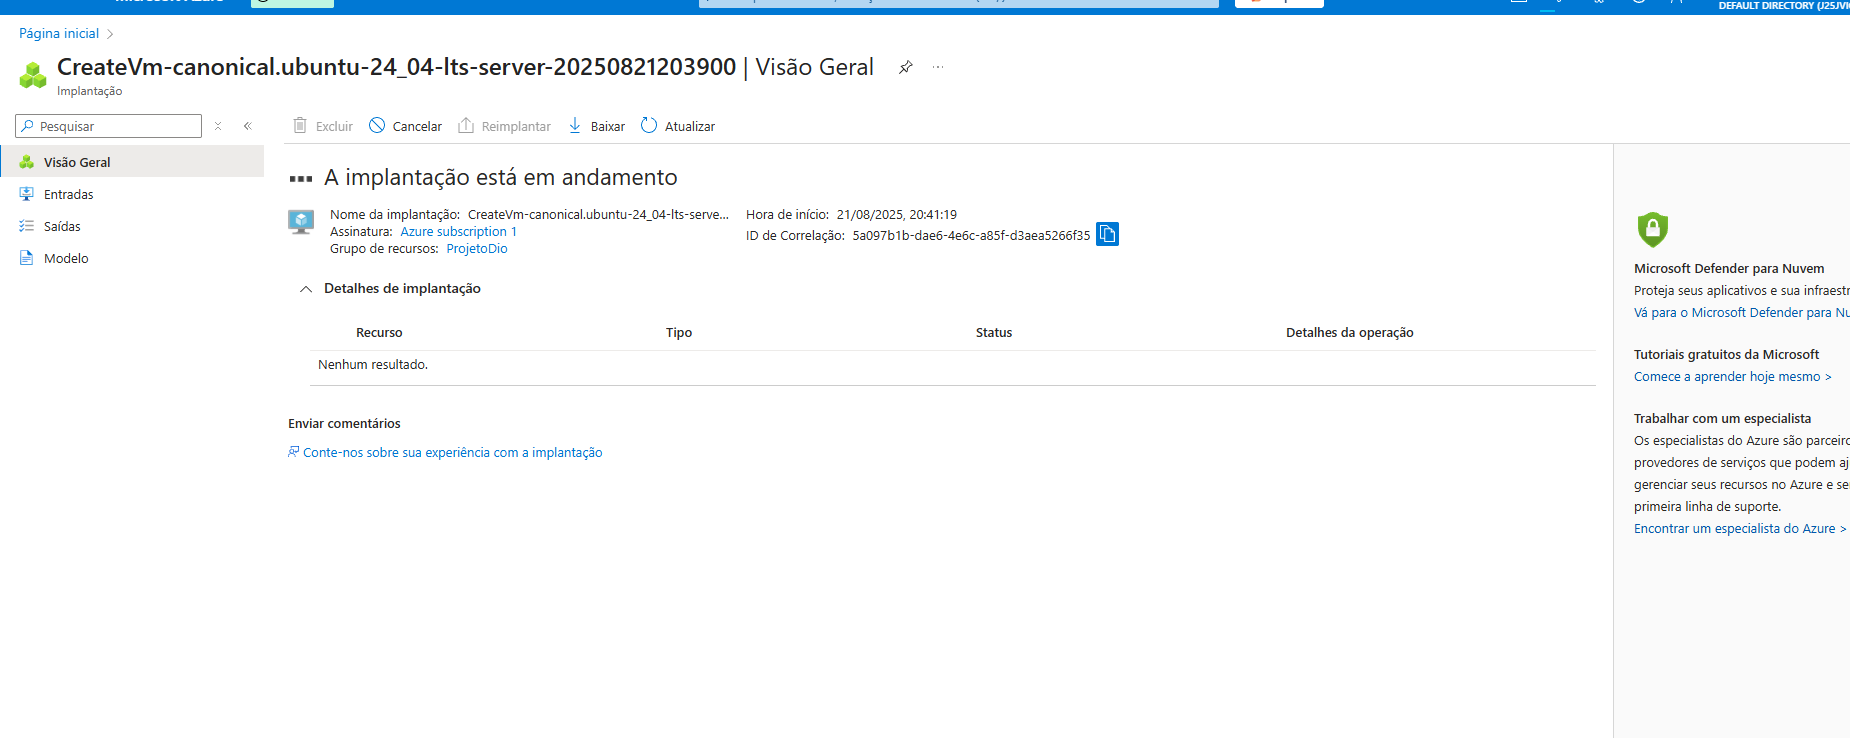 Microsoft Azure
DEFAULT DIRECTORY (J25JVI
Página inicial
CreateVm-canonical.ubuntu-24_04-lts-server-20250821203900 | Visão Geral
...
Implantação
Pesquisar
Excluir Cancelar Reimplantar Baixar Atualizar
Visão Geral
Entradas
Saídas
Modelo
A implantação está em andamento
Nome da implantação: CreateVm-canonical.ubuntu-24_04-lts-serve...
Assinatura: Azure subscription 1
Grupo de recursos: ProjetoDio
Hora de início: 21/08/2025, 20:41:19
ID de Correlação: 5a097b1b-dae6-4e6c-a85f-d3aea5266f35
Detalhes de implantação
Recurso Tipo Status Detalhes da operação
Nenhum resultado.
Enviar comentários
Conte-nos sobre sua experiência com a implantação
Microsoft Defender para Nuvem
Proteja seus aplicativos e sua infraestr
Vá para o Microsoft Defender para Nu
Tutoriais gratuitos da Microsoft
Comece a aprender hoje mesmo >
Trabalhar com um especialista
Os especialistas do Azure são parceiro
provedores de serviços que podem aj
gerenciar seus recursos no Azure e se
primeira linha de suporte.
Encontrar um especialista do Azure >